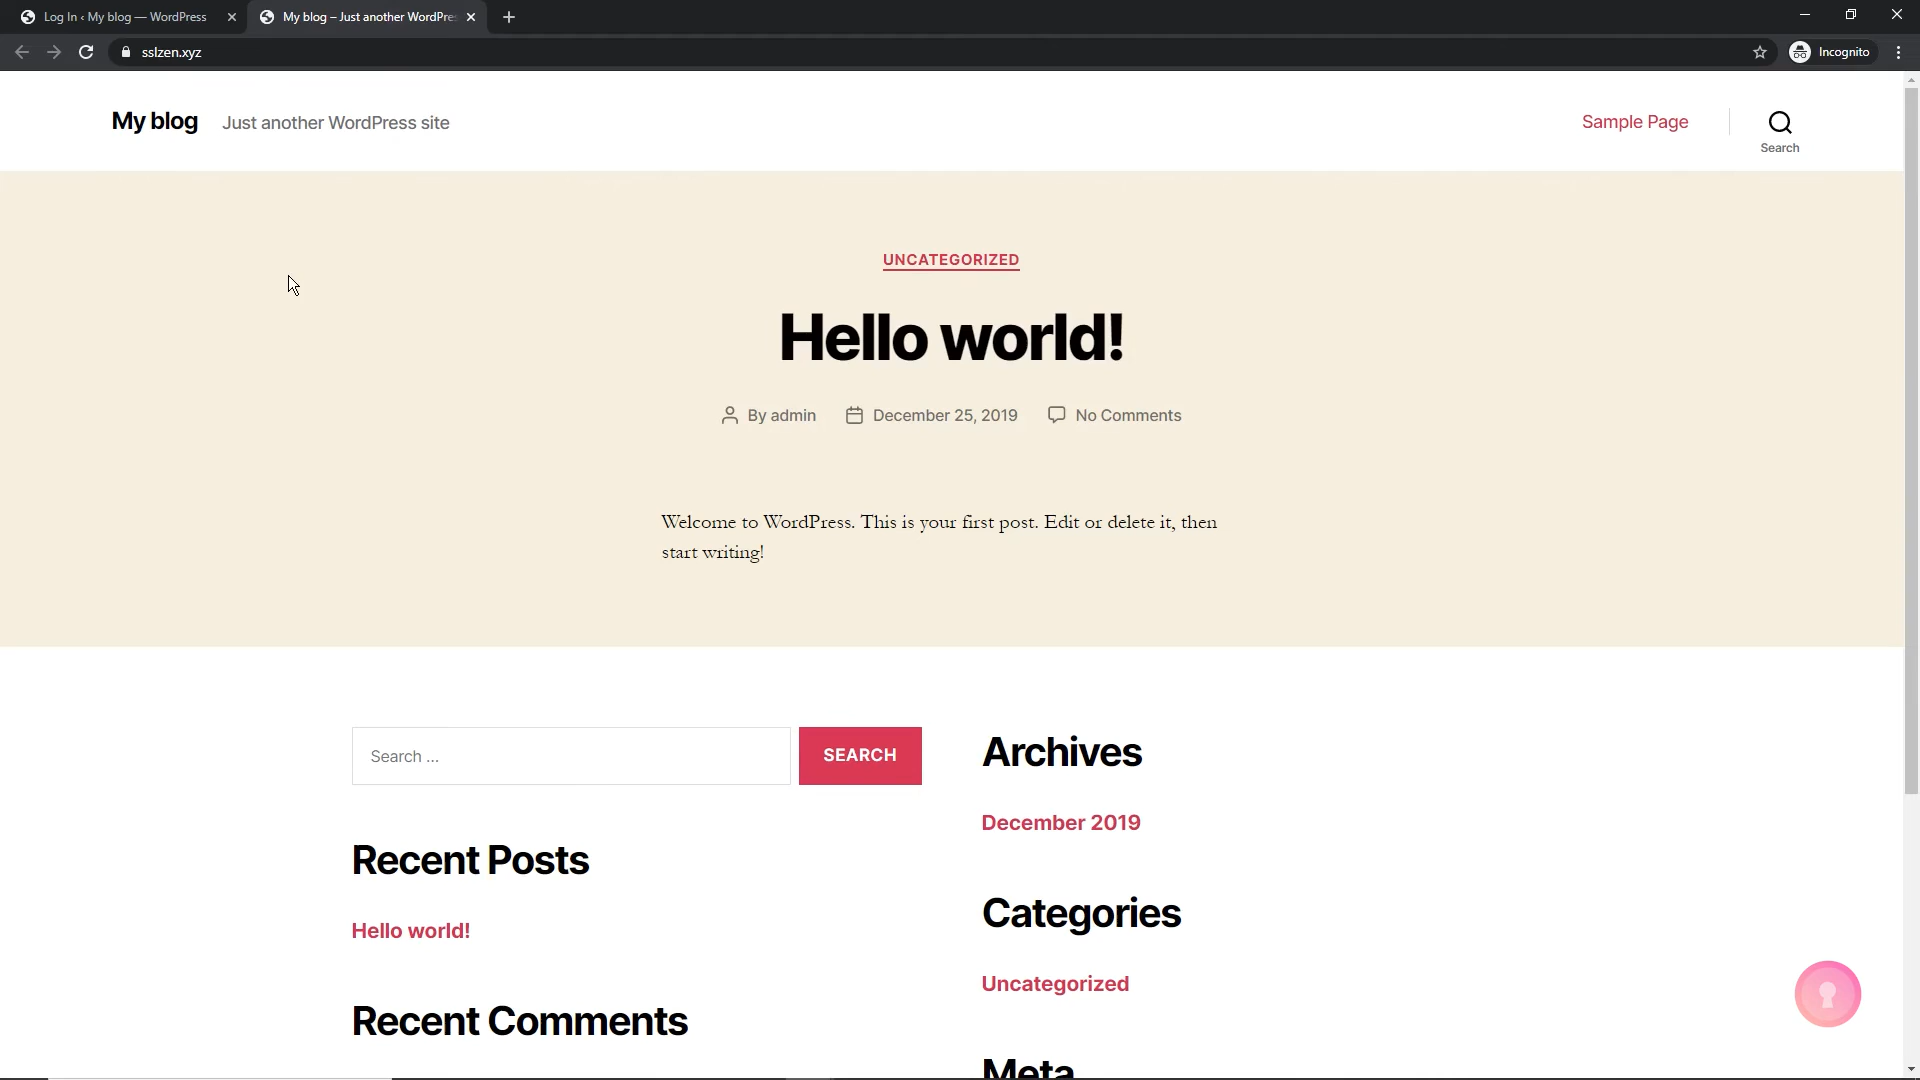 Log In ‹ My blog — WordPress
My blog – Just another WordPres
sslzen.xyz
Incognito
My blog
Just another WordPress site
Sample Page
Search
UNCATEGORIZED
Hello world!
By admin
December 25, 2019
No Comments
Welcome to WordPress. This is your first post. Edit or delete it, then
start writing!
Search ...
SEARCH
Recent Posts
Hello world!
Recent Comments
Archives
December 2019
Categories
Uncategorized
Meta